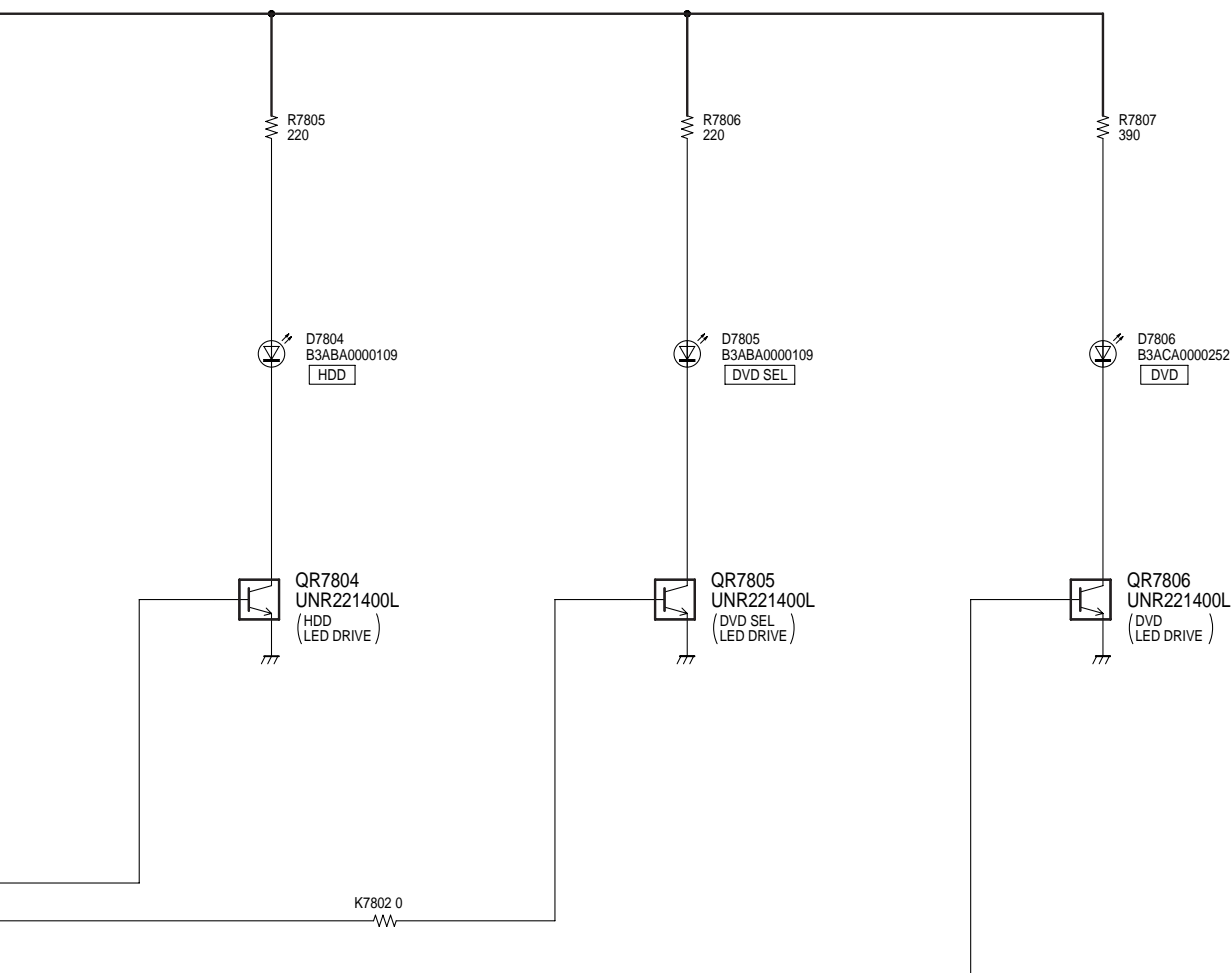 R7805
220
R7806
220
R7807
390
D7804
B3ABA0000109
HDD
D7805
B3ABA0000109
DVD SEL
D7806
B3ACA0000252
DVD
QR7804
UNR221400L
(HDD
LED DRIVE)
QR7805
UNR221400L
(DVD SEL
LED DRIVE)
QR7806
UNR221400L
(DVD
LED DRIVE)
K7802 0